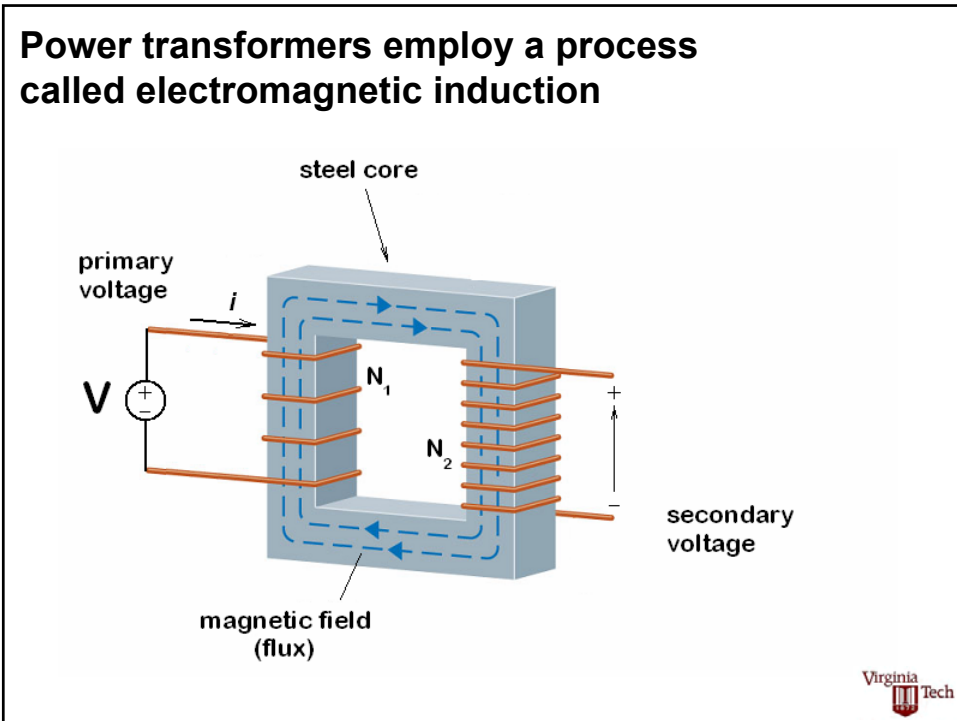 Power transformers employ a process
called electromagnetic induction
steel core
primary
voltage
i
V
+
−
N1
N2
+
−
secondary
voltage
magnetic field
(flux)
Virginia
Tech
1872